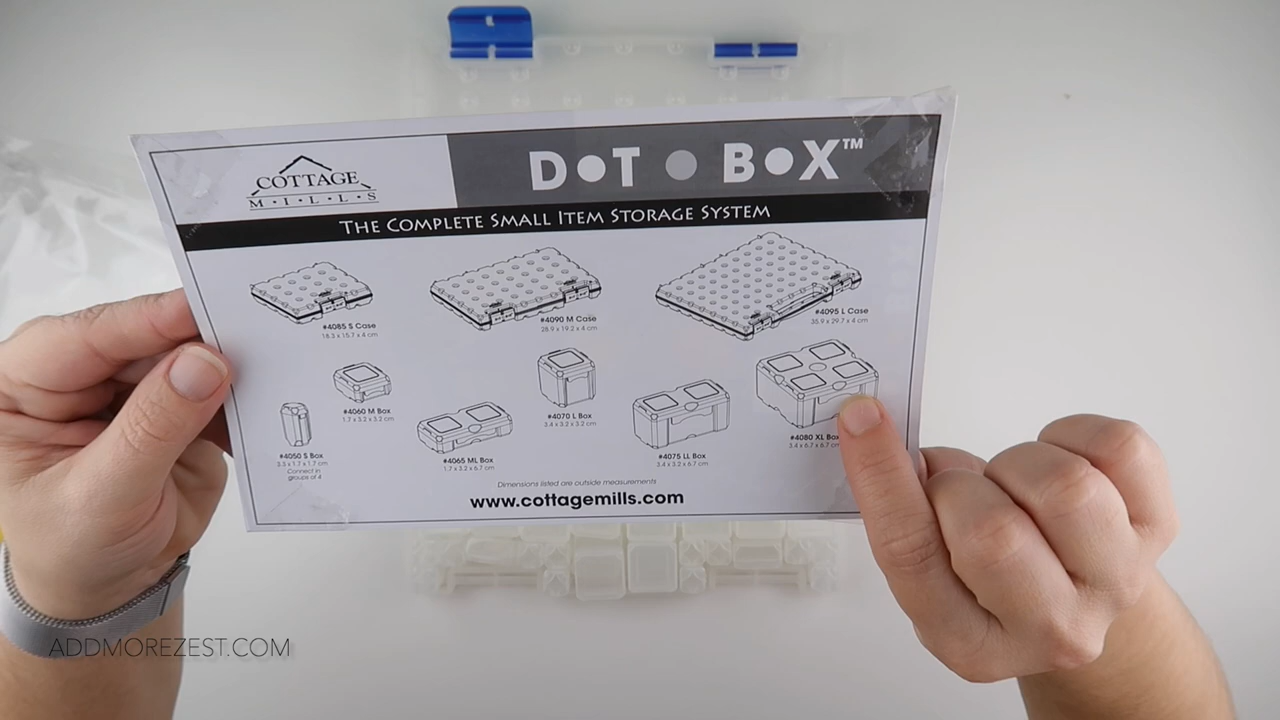 COTTAGE
M•I•L•L•S
DOT BOX™
THE COMPLETE SMALL ITEM STORAGE SYSTEM
#4085 S Case
18.3 x 15.7 x 4 cm
#4090 M Case
28.9 x 19.2 x 4 cm
#4095 L Case
35.9 x 29.7 x 4 cm
#4050 S Box
3.3 x 1.7 x 1.7 cm
Connect in
groups of 4
#4060 M Box
1.7 x 3.2 x 3.2 cm
#4065 ML Box
1.7 x 3.2 x 6.7 cm
#4070 L Box
3.4 x 3.2 x 3.2 cm
#4075 LL Box
3.4 x 3.2 x 6.7 cm
#4080 XL Box
3.4 x 6.7 x 6.7 cm
Dimensions listed are outside measurements
www.cottagemills.com
ADDMOREZEST.COM